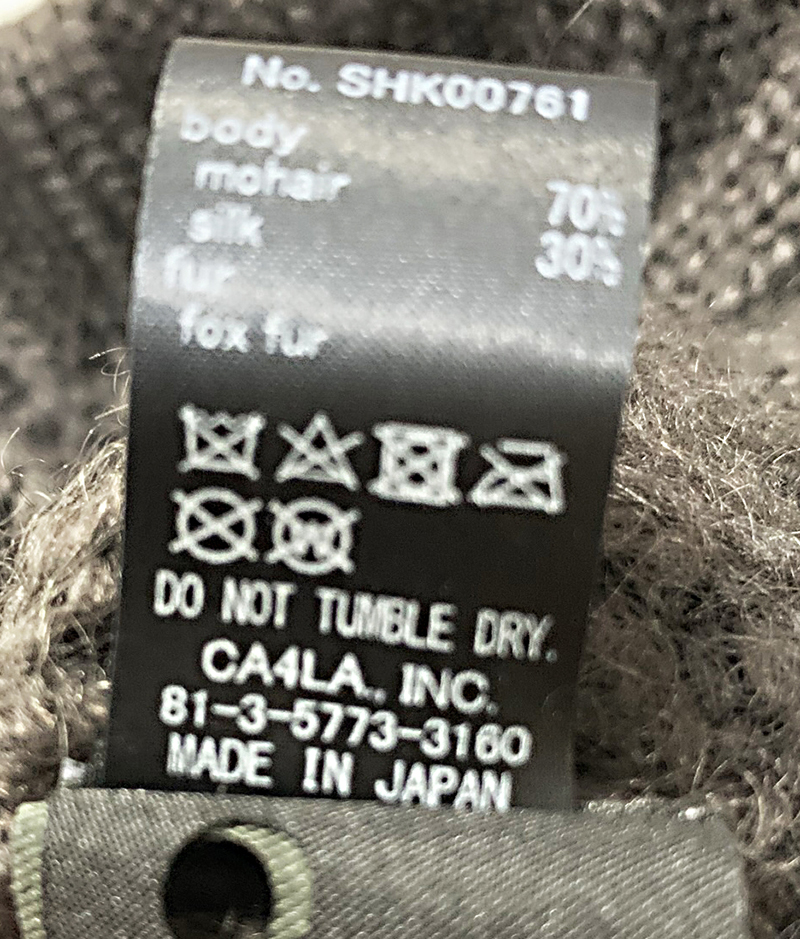 No. SHK00761
body
mohair 70%
silk 30%
fur
fox fur
DO NOT TUMBLE DRY.
CA4LA., INC.
81-3-5773-3160
MADE IN JAPAN